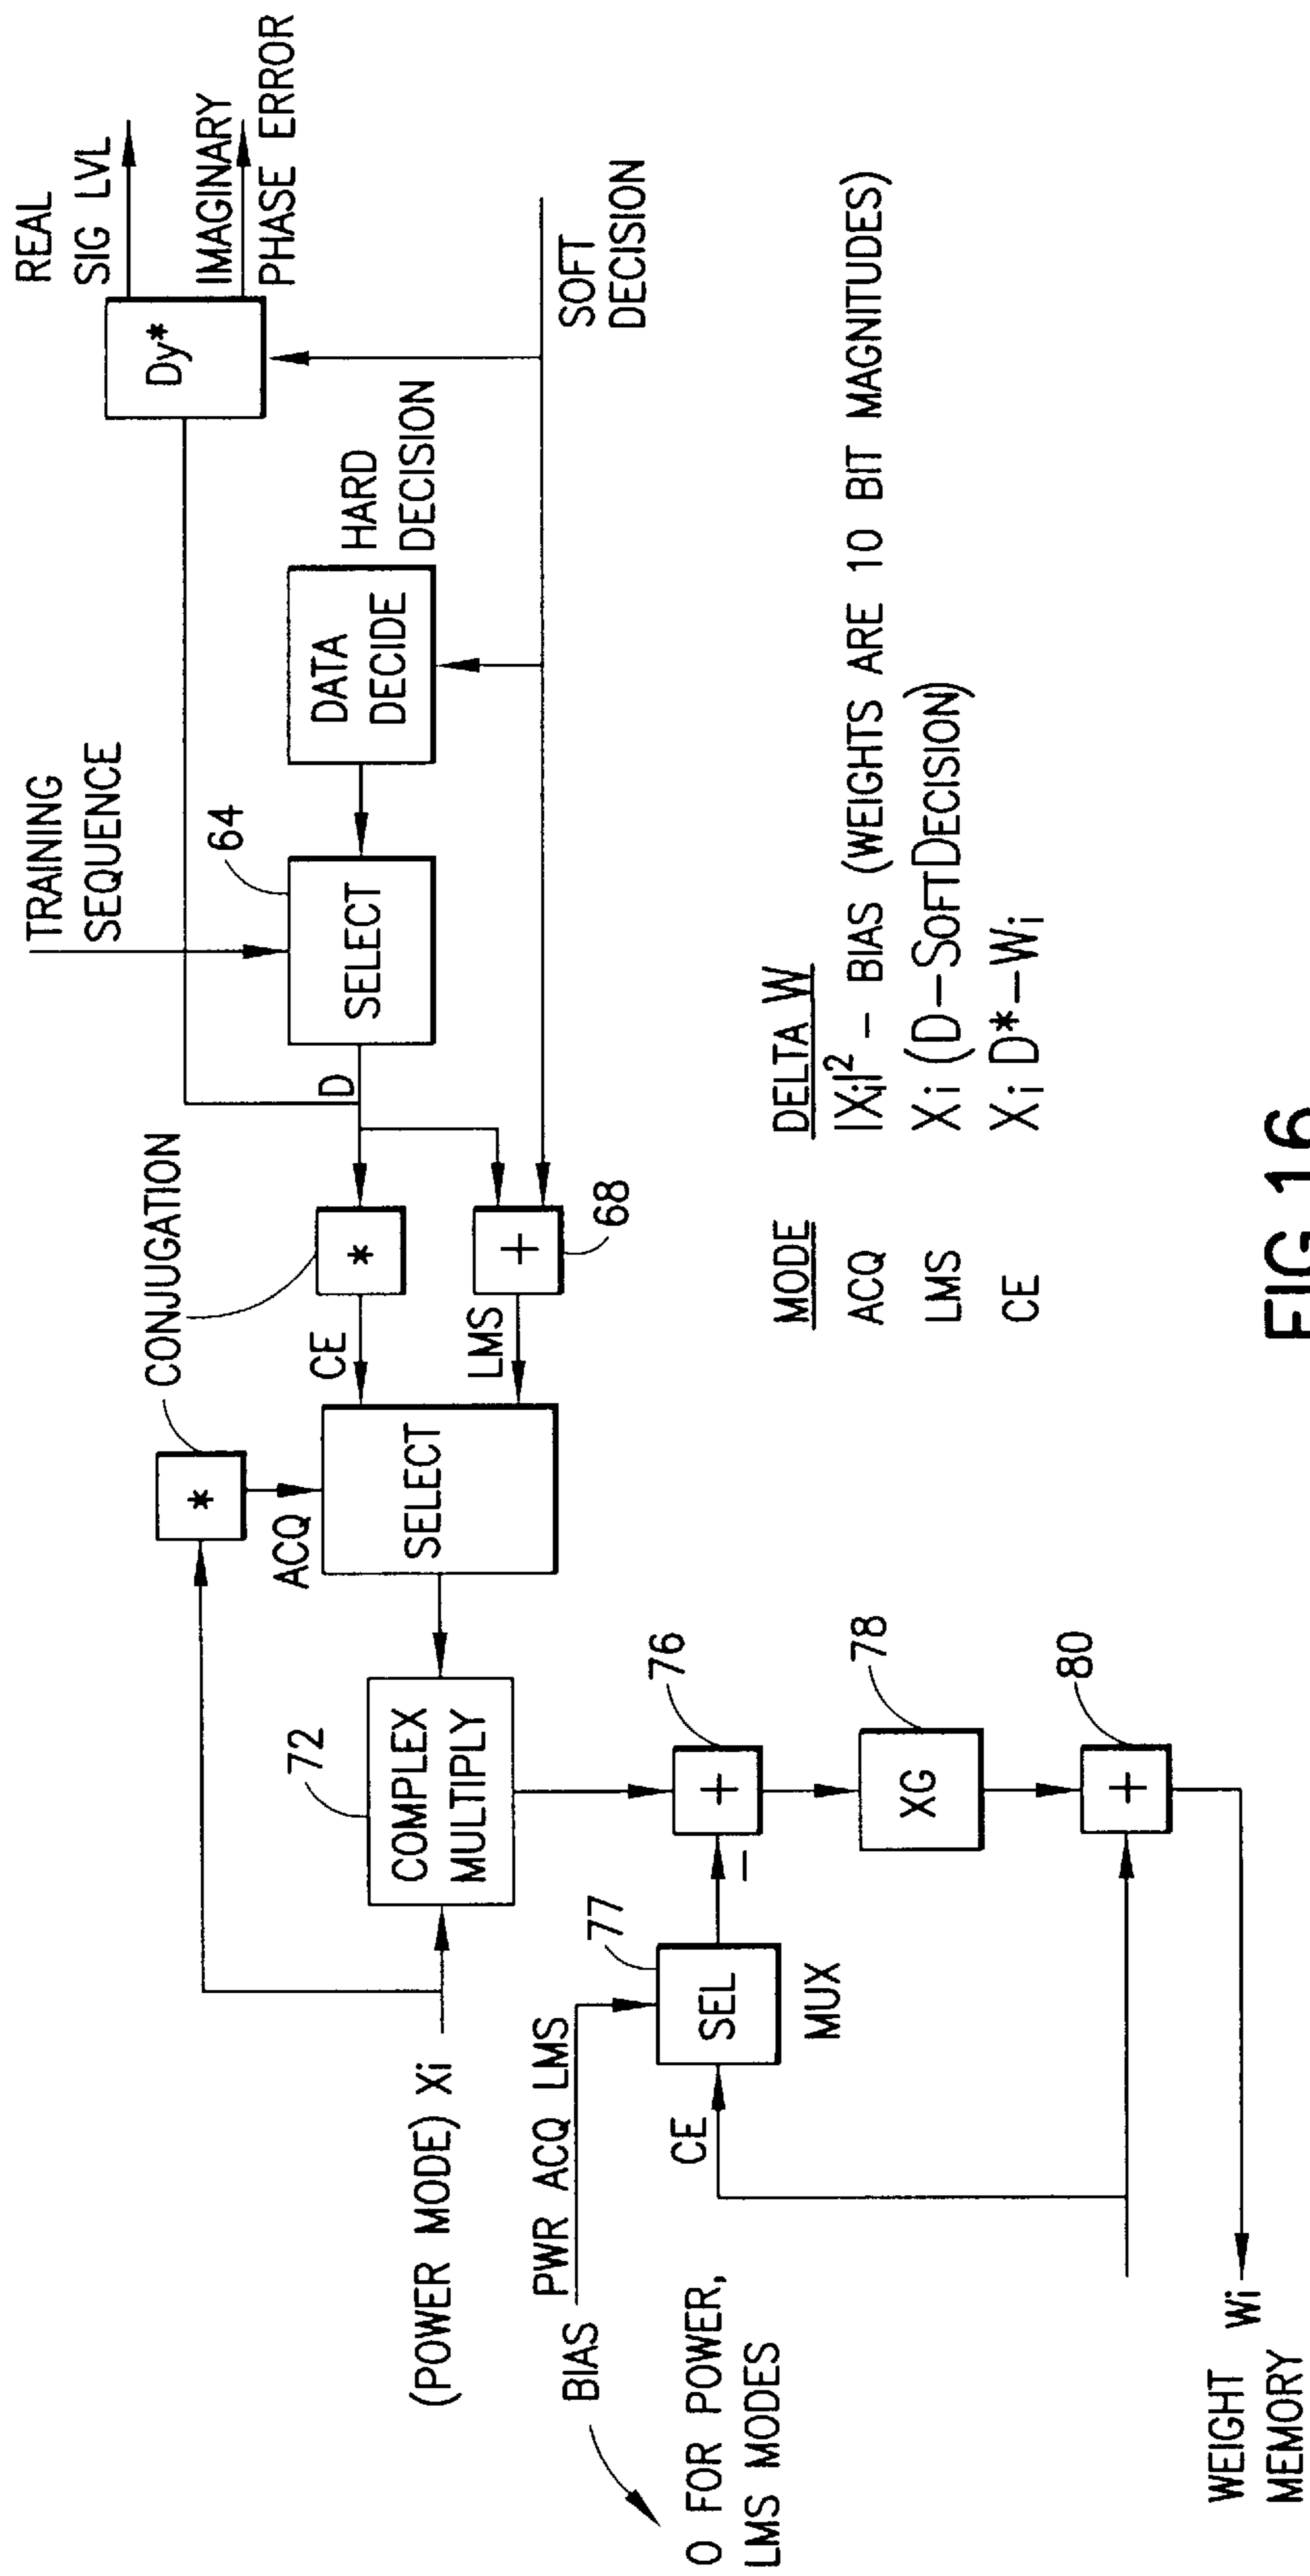 REAL
SIG LVL
IMAGINARY
PHASE ERROR
Dy*
SOFT
DECISION
HARD
DECISION
DATA
DECIDE
TRAINING
SEQUENCE
64
SELECT
D
CONJUGATION
*
CE
+
68
LMS
*
ACQ
SELECT
72
COMPLEX
MULTIPLY
(POWER MODE) Xi
76
+
–
77
SEL
MUX
78
XG
80
+
BIAS PWR ACQ LMS
CE
0 FOR POWER,
LMS MODES
WEIGHT Wi
MEMORY
MODE DELTA W
ACQ |Xi|² – BIAS (WEIGHTS ARE 10 BIT MAGNITUDES)
LMS Xi (D–SOFTDECISION)
CE Xi D*–Wi
FIG. 16